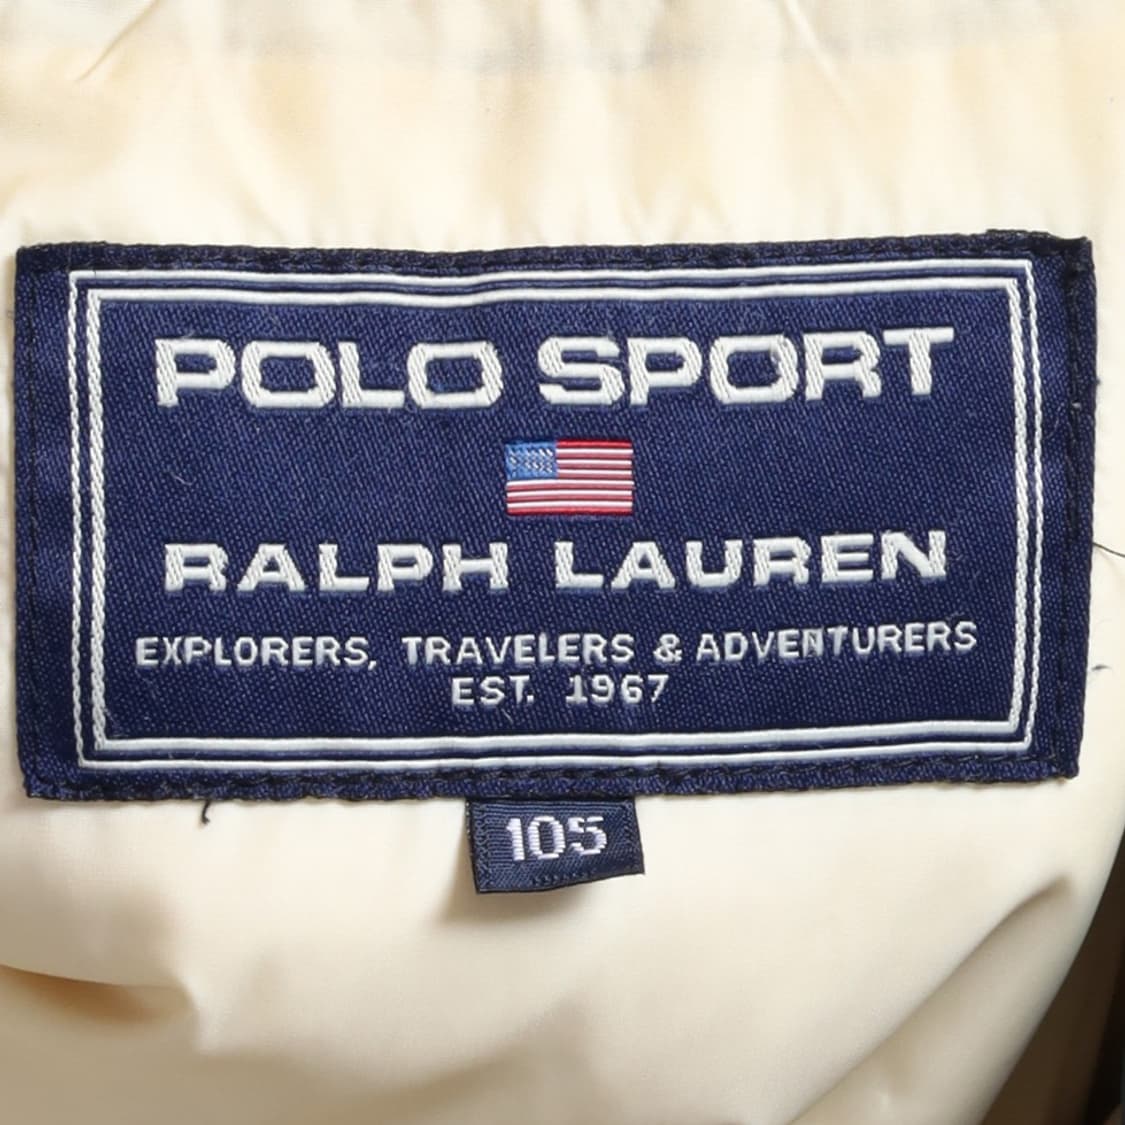 POLO SPORT
RALPH LAUREN
EXPLORERS, TRAVELERS & ADVENTURERS
EST. 1967
105